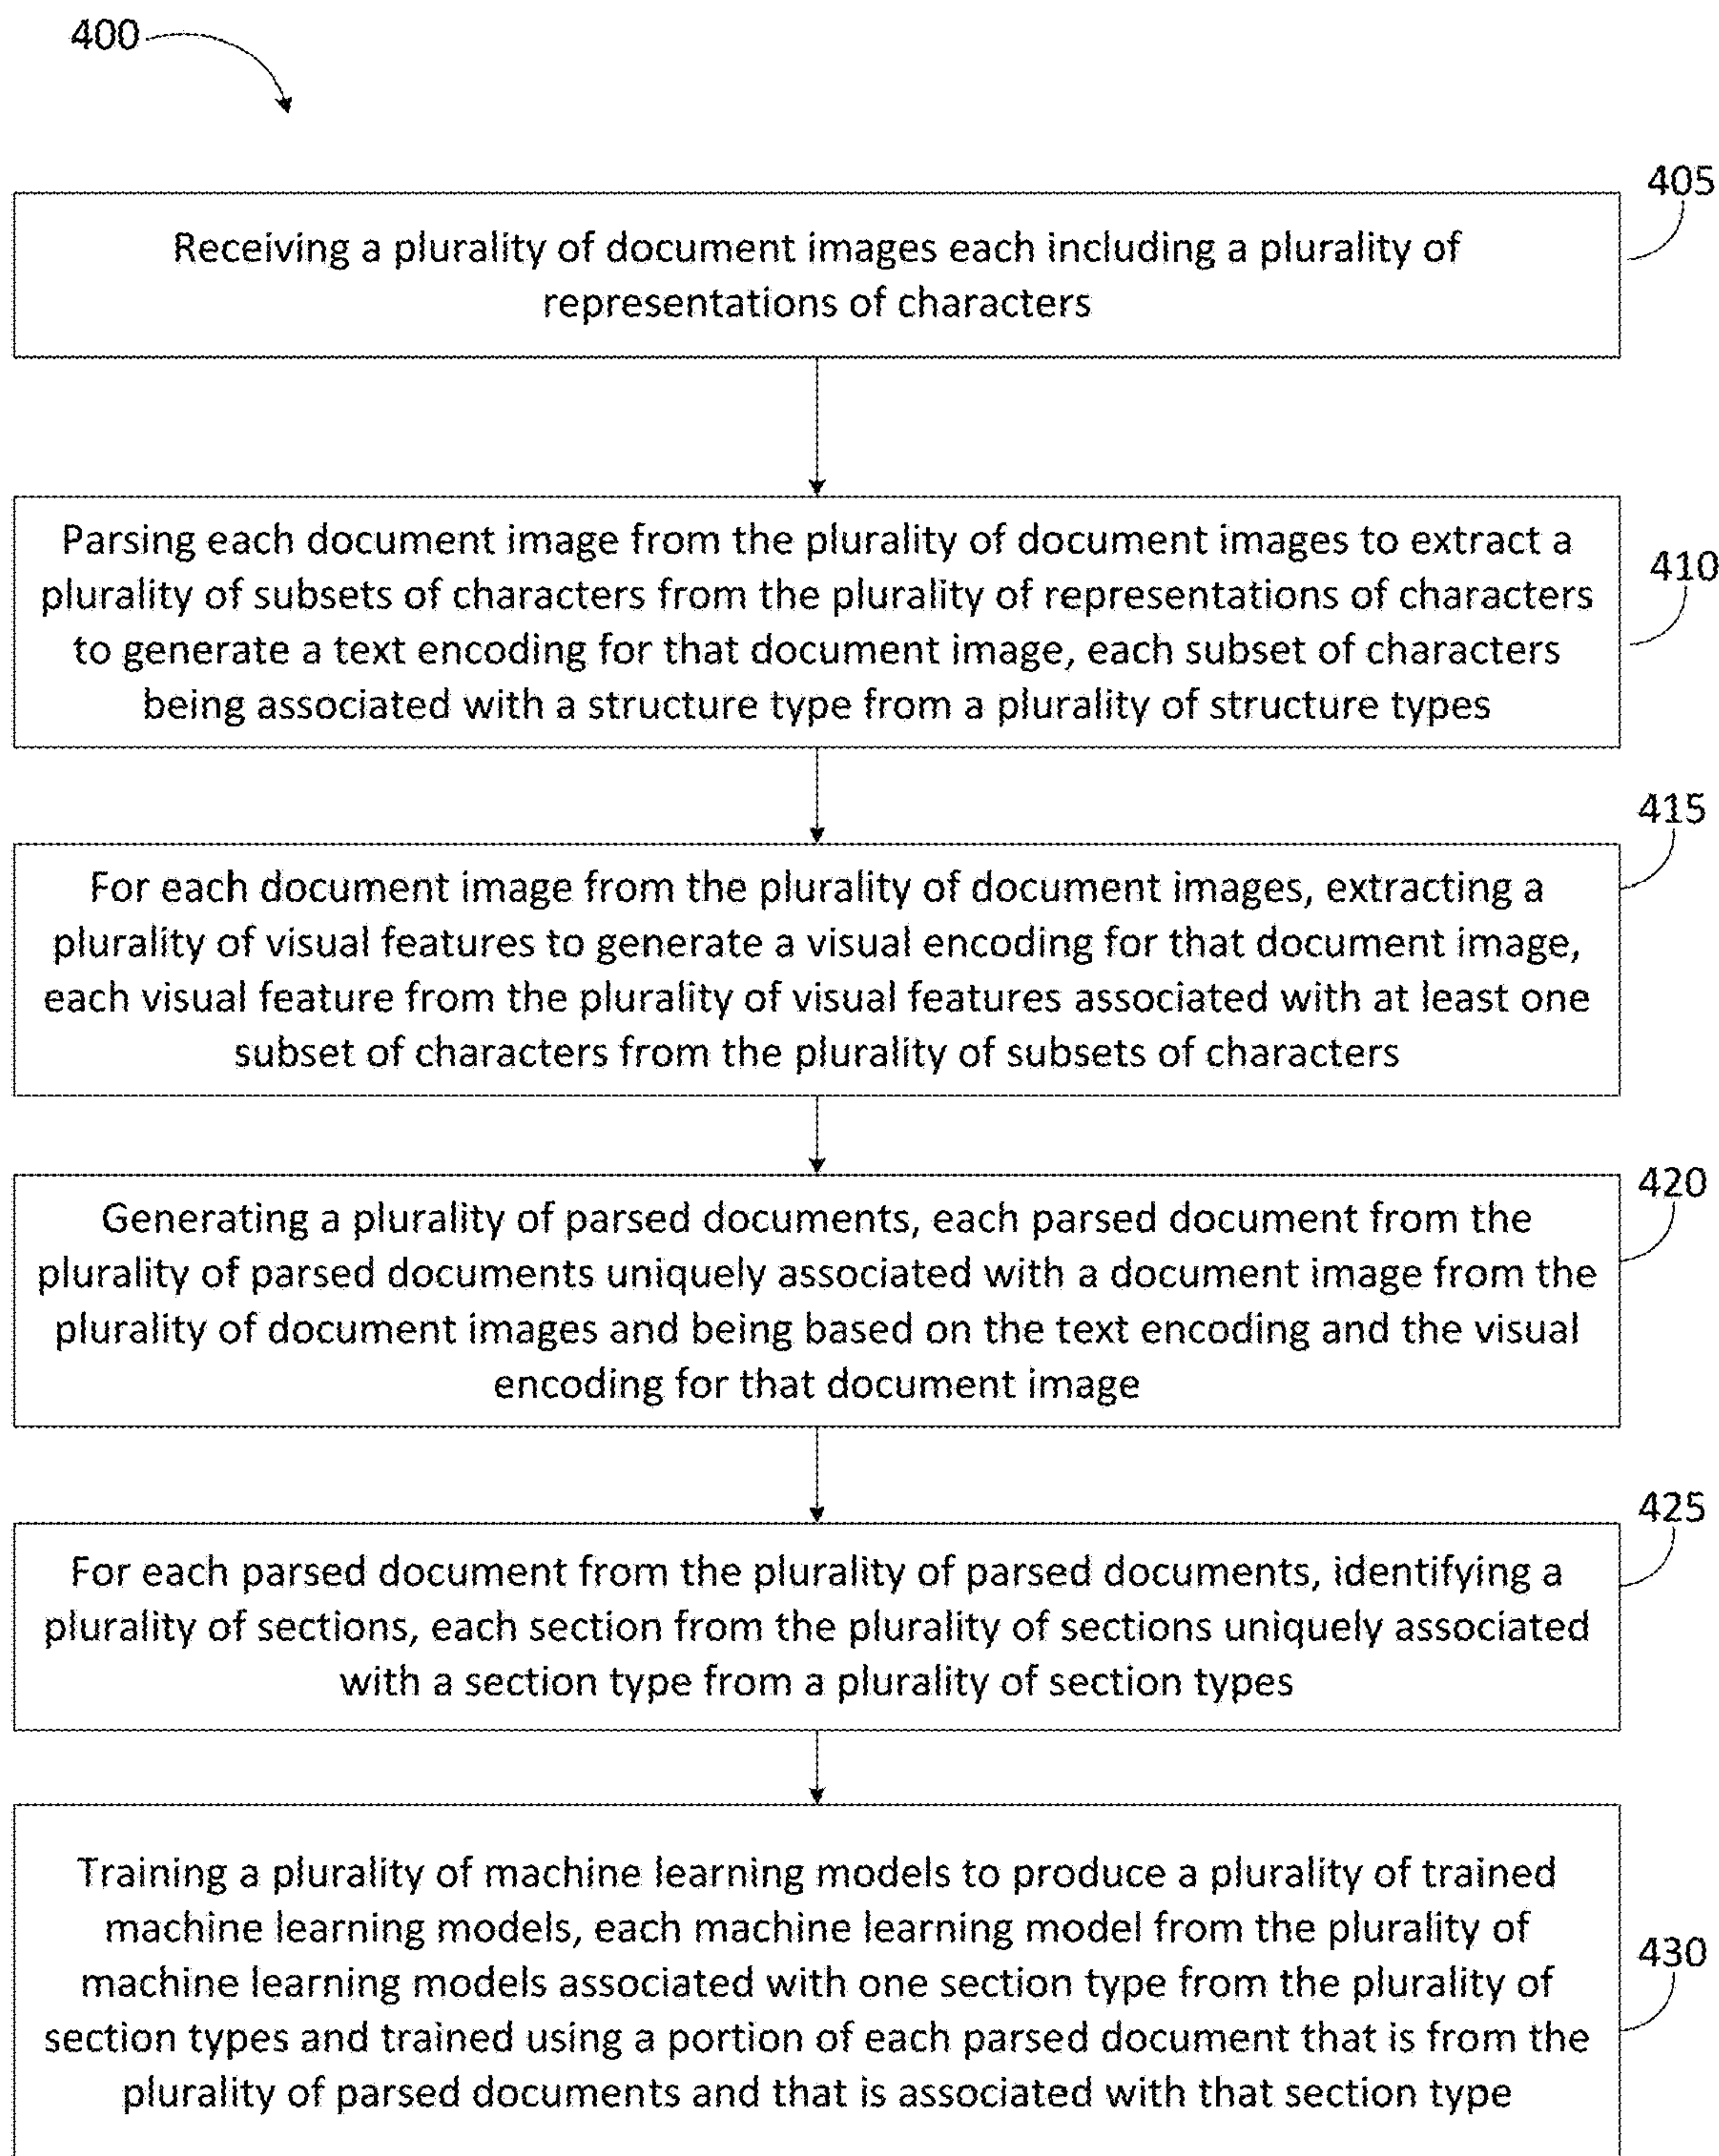 400
405
Receiving a plurality of document images each including a plurality of
representations of characters
Parsing each document image from the plurality of document images to extract a
plurality of subsets of characters from the plurality of representations of characters
to generate a text encoding for that document image, each subset of characters
being associated with a structure type from a plurality of structure types
410
415
For each document image from the plurality of document images, extracting a
plurality of visual features to generate a visual encoding for that document image,
each visual feature from the plurality of visual features associated with at least one
subset of characters from the plurality of subsets of characters
420
Generating a plurality of parsed documents, each parsed document from the
plurality of parsed documents uniquely associated with a document image from the
plurality of document images and being based on the text encoding and the visual
encoding for that document image
425
For each parsed document from the plurality of parsed documents, identifying a
plurality of sections, each section from the plurality of sections uniquely associated
with a section type from a plurality of section types
Training a plurality of machine learning models to produce a plurality of trained
machine learning models, each machine learning model from the plurality of
machine learning models associated with one section type from the plurality of
section types and trained using a portion of each parsed document that is from the
plurality of parsed documents and that is associated with that section type
430